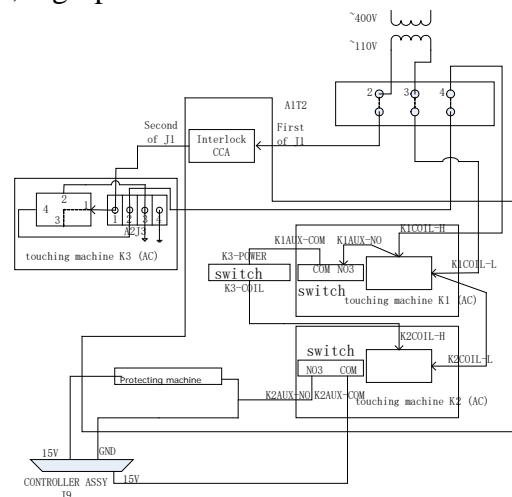 ~400V
~110V
2 3 4
A1T2
Second
of J1
Interlock
CCA
First
of J1
2
4 1
3
1 2 3 4
A2J3
touching machine K3 (AC)
K1AUX-COM K1AUX-NO K1COIL-H
K3-POWER
COM NO3
K1COIL-L
switch
switch
K3-COIL
touching machine K1 (AC)
K2COIL-H
switch
K2COIL-L
NO3 COM
Protecting machine
K2AUX-NO K2AUX-COM
touching machine K2 (AC)
15V GND
15V
CONTROLLER ASSY
J9